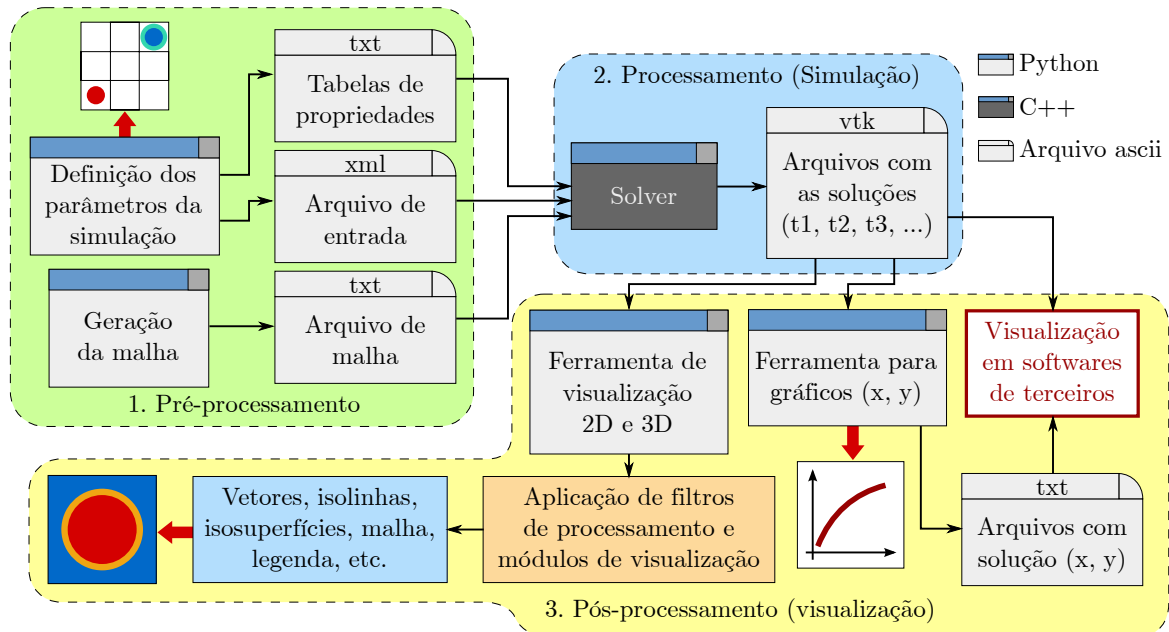 txt
Tabelas de
propriedades
Definição dos
parâmetros da
simulação
xml
Arquivo de
entrada
Geração
da malha
txt
Arquivo de
malha
1. Pré-processamento
2. Processamento (Simulação)
Solver
vtk
Arquivos com
as soluções
(t1, t2, t3, ...)
Python
C++
Arquivo ascii
Ferramenta de
visualização
2D e 3D
Ferramenta para
gráficos (x, y)
Visualização
em softwares
de terceiros
Vetores, isolinhas,
isosuperfícies, malha,
legenda, etc.
Aplicação de filtros
de processamento e
módulos de visualização
txt
Arquivos com
solução (x, y)
3. Pós-processamento (visualização)